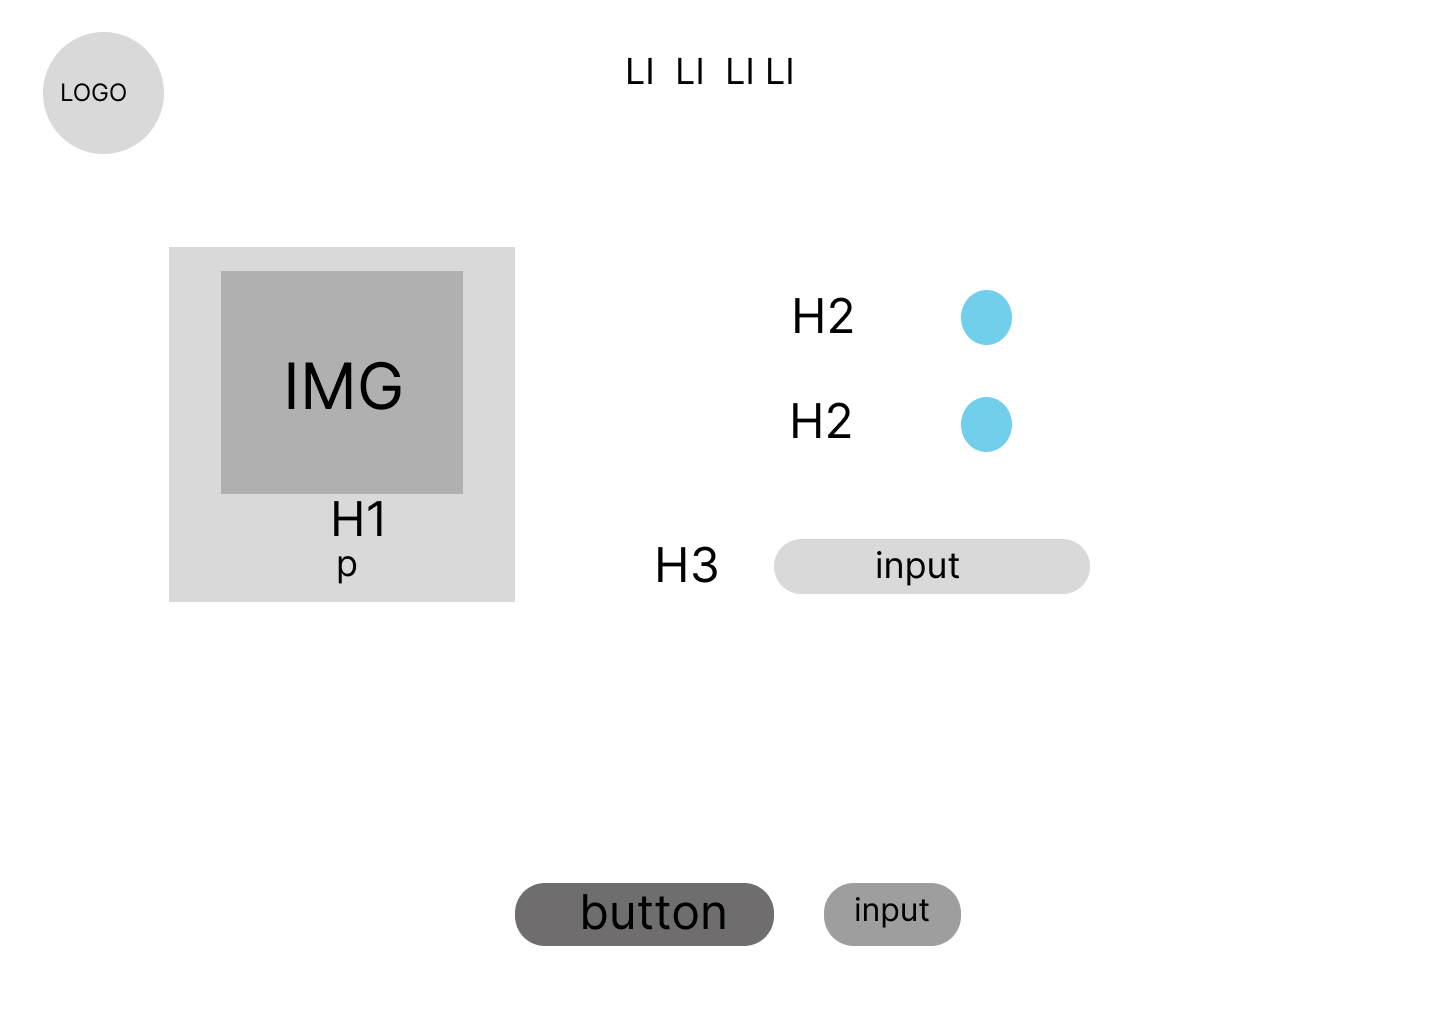 LOGO
LI LI LI LI
IMG
H1
p
H2
H2
H3 input
button input